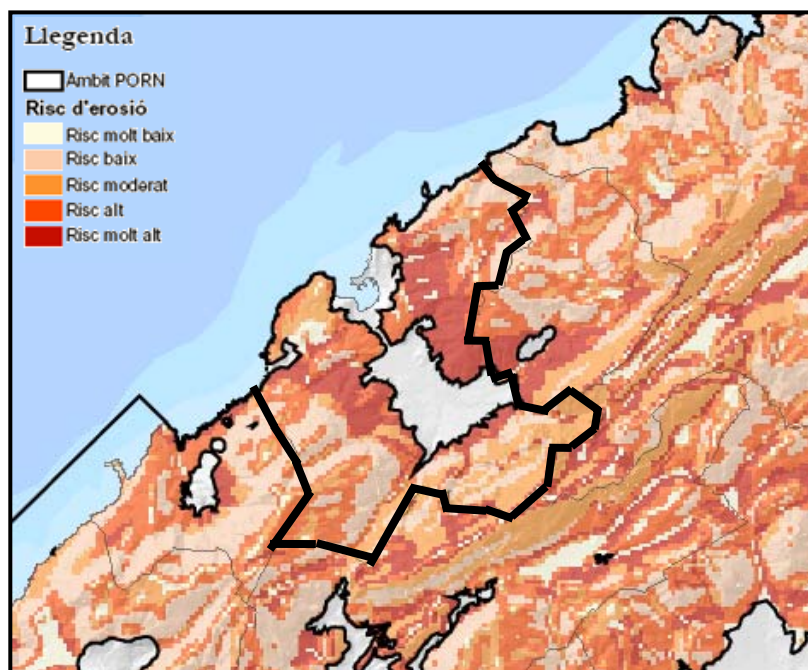 Llegenda
Àmbit PORN
Risc d'erosió
Risc molt baix
Risc baix
Risc moderat
Risc alt
Risc molt alt